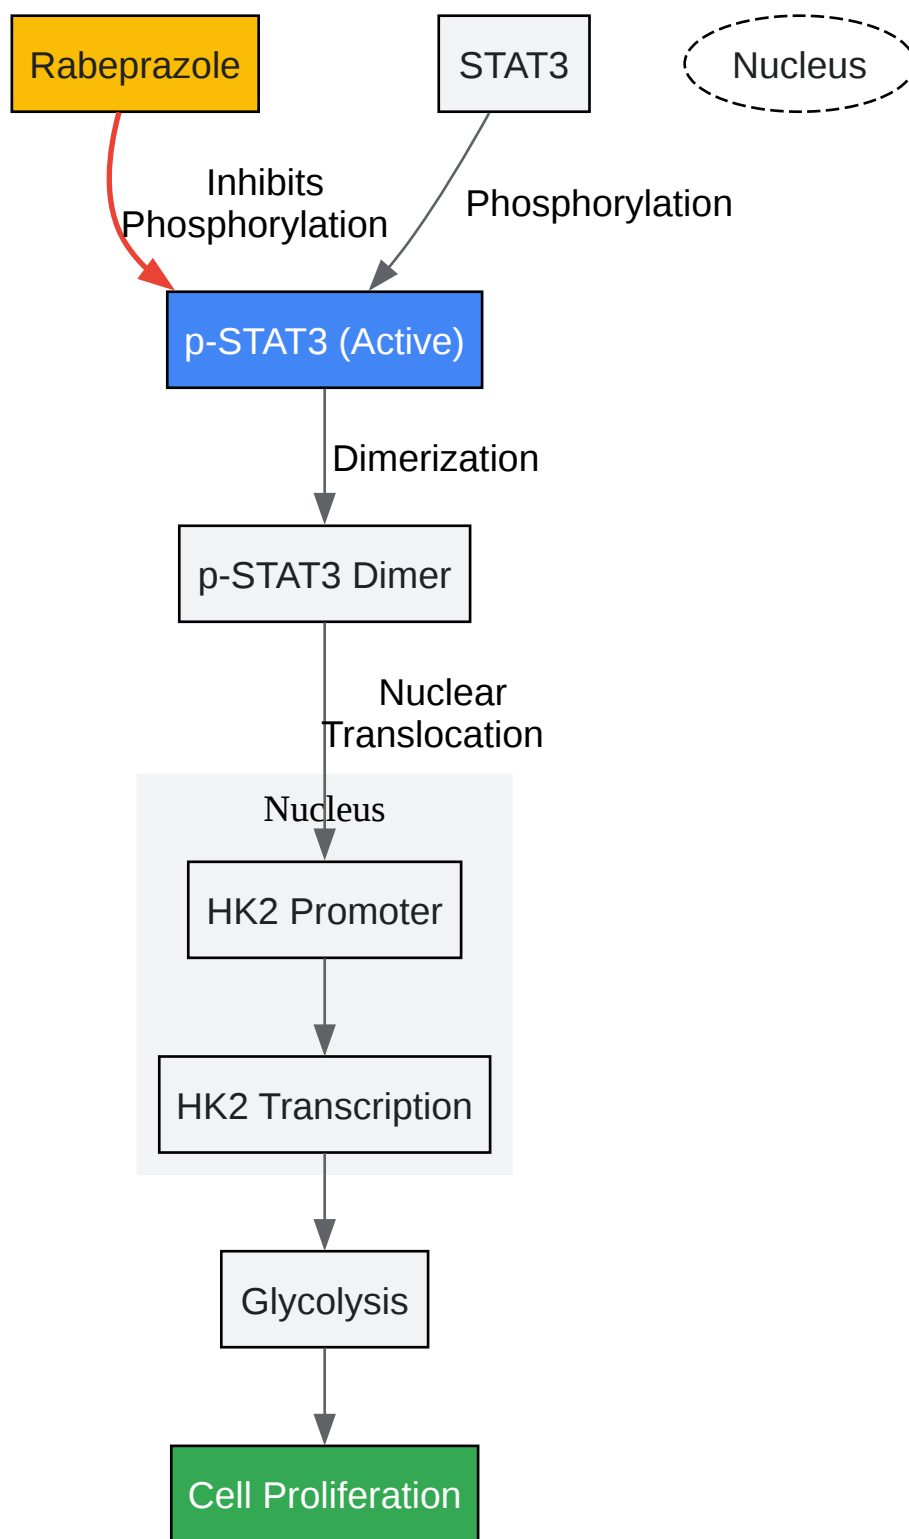 Rabeprazole
STAT3
Nucleus
Inhibits
Phosphorylation
Phosphorylation
p-STAT3 (Active)
Dimerization
p-STAT3 Dimer
Nuclear
Translocation
Nucleus
HK2 Promoter
HK2 Transcription
Glycolysis
Cell Proliferation